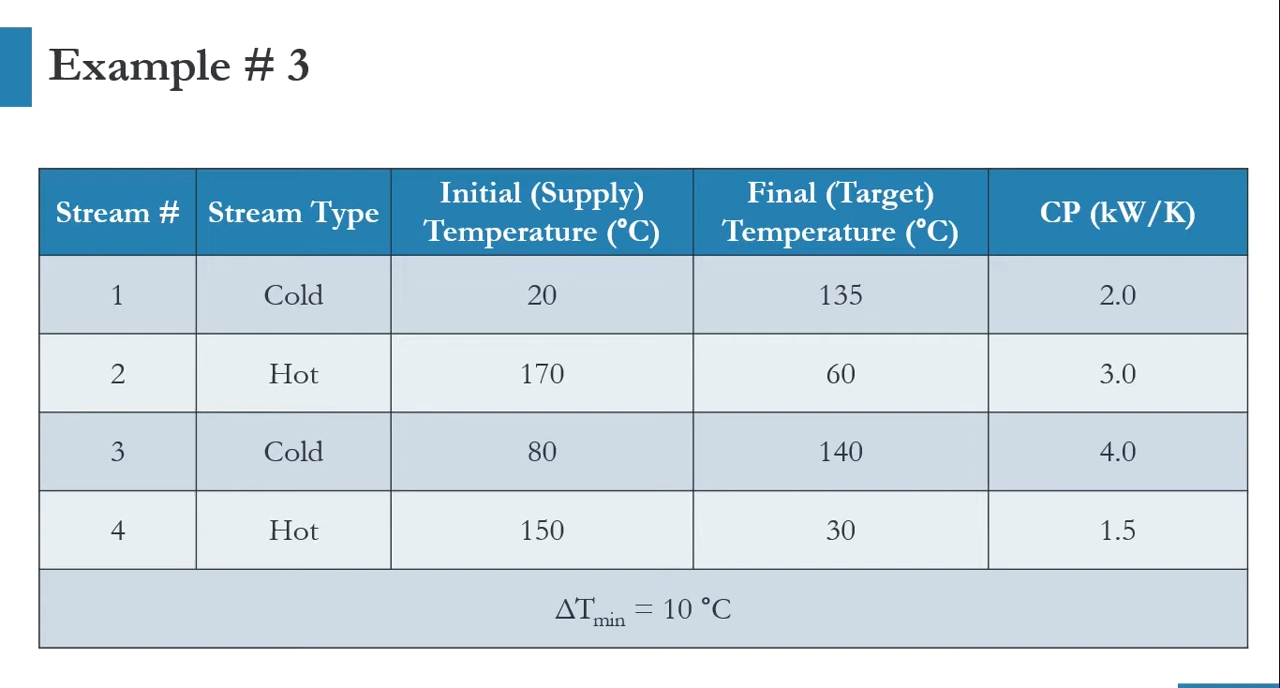 Example # 3
Stream # Stream Type Initial (Supply) Temperature (°C) Final (Target) Temperature (°C) CP (kW/K)
1 Cold 20 135 2.0
2 Hot 170 60 3.0
3 Cold 80 140 4.0
4 Hot 150 30 1.5
ΔTmin = 10 °C